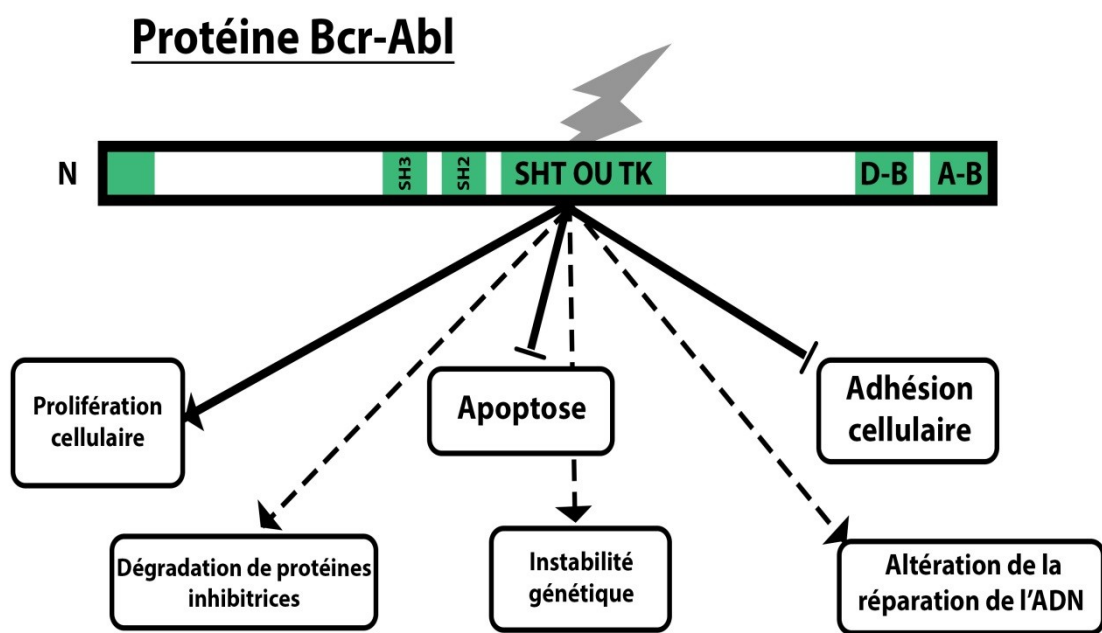 Protéine Bcr-Abl
N
SH3
SH2
SHT OU TK
D-B
A-B
Prolifération
cellulaire
Apoptose
Adhésion
cellulaire
Dégradation de protéines
inhibitrices
Instabilité
génétique
Altération de la
réparation de l'ADN